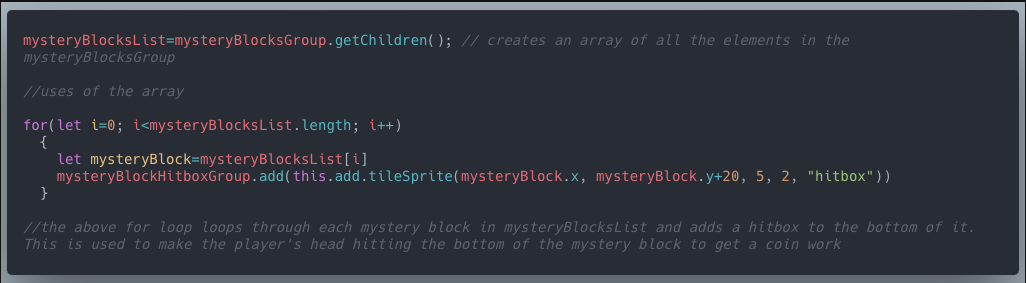 mysteryBlocksList=mysteryBlocksGroup.getChildren(); // creates an array of all the elements in the
mysteryBlocksGroup
//uses of the array
for(let i=0; i<mysteryBlocksList.length; i++)
{
let mysteryBlock=mysteryBlocksList[i]
mysteryBlockHitboxGroup.add(this.add.tileSprite(mysteryBlock.x, mysteryBlock.y+20, 5, 2, "hitbox"))
}
//the above for loop loops through each mystery block in mysteryBlocksList and adds a hitbox to the bottom of it.
This is used to make the player's head hitting the bottom of the mystery block to get a coin work